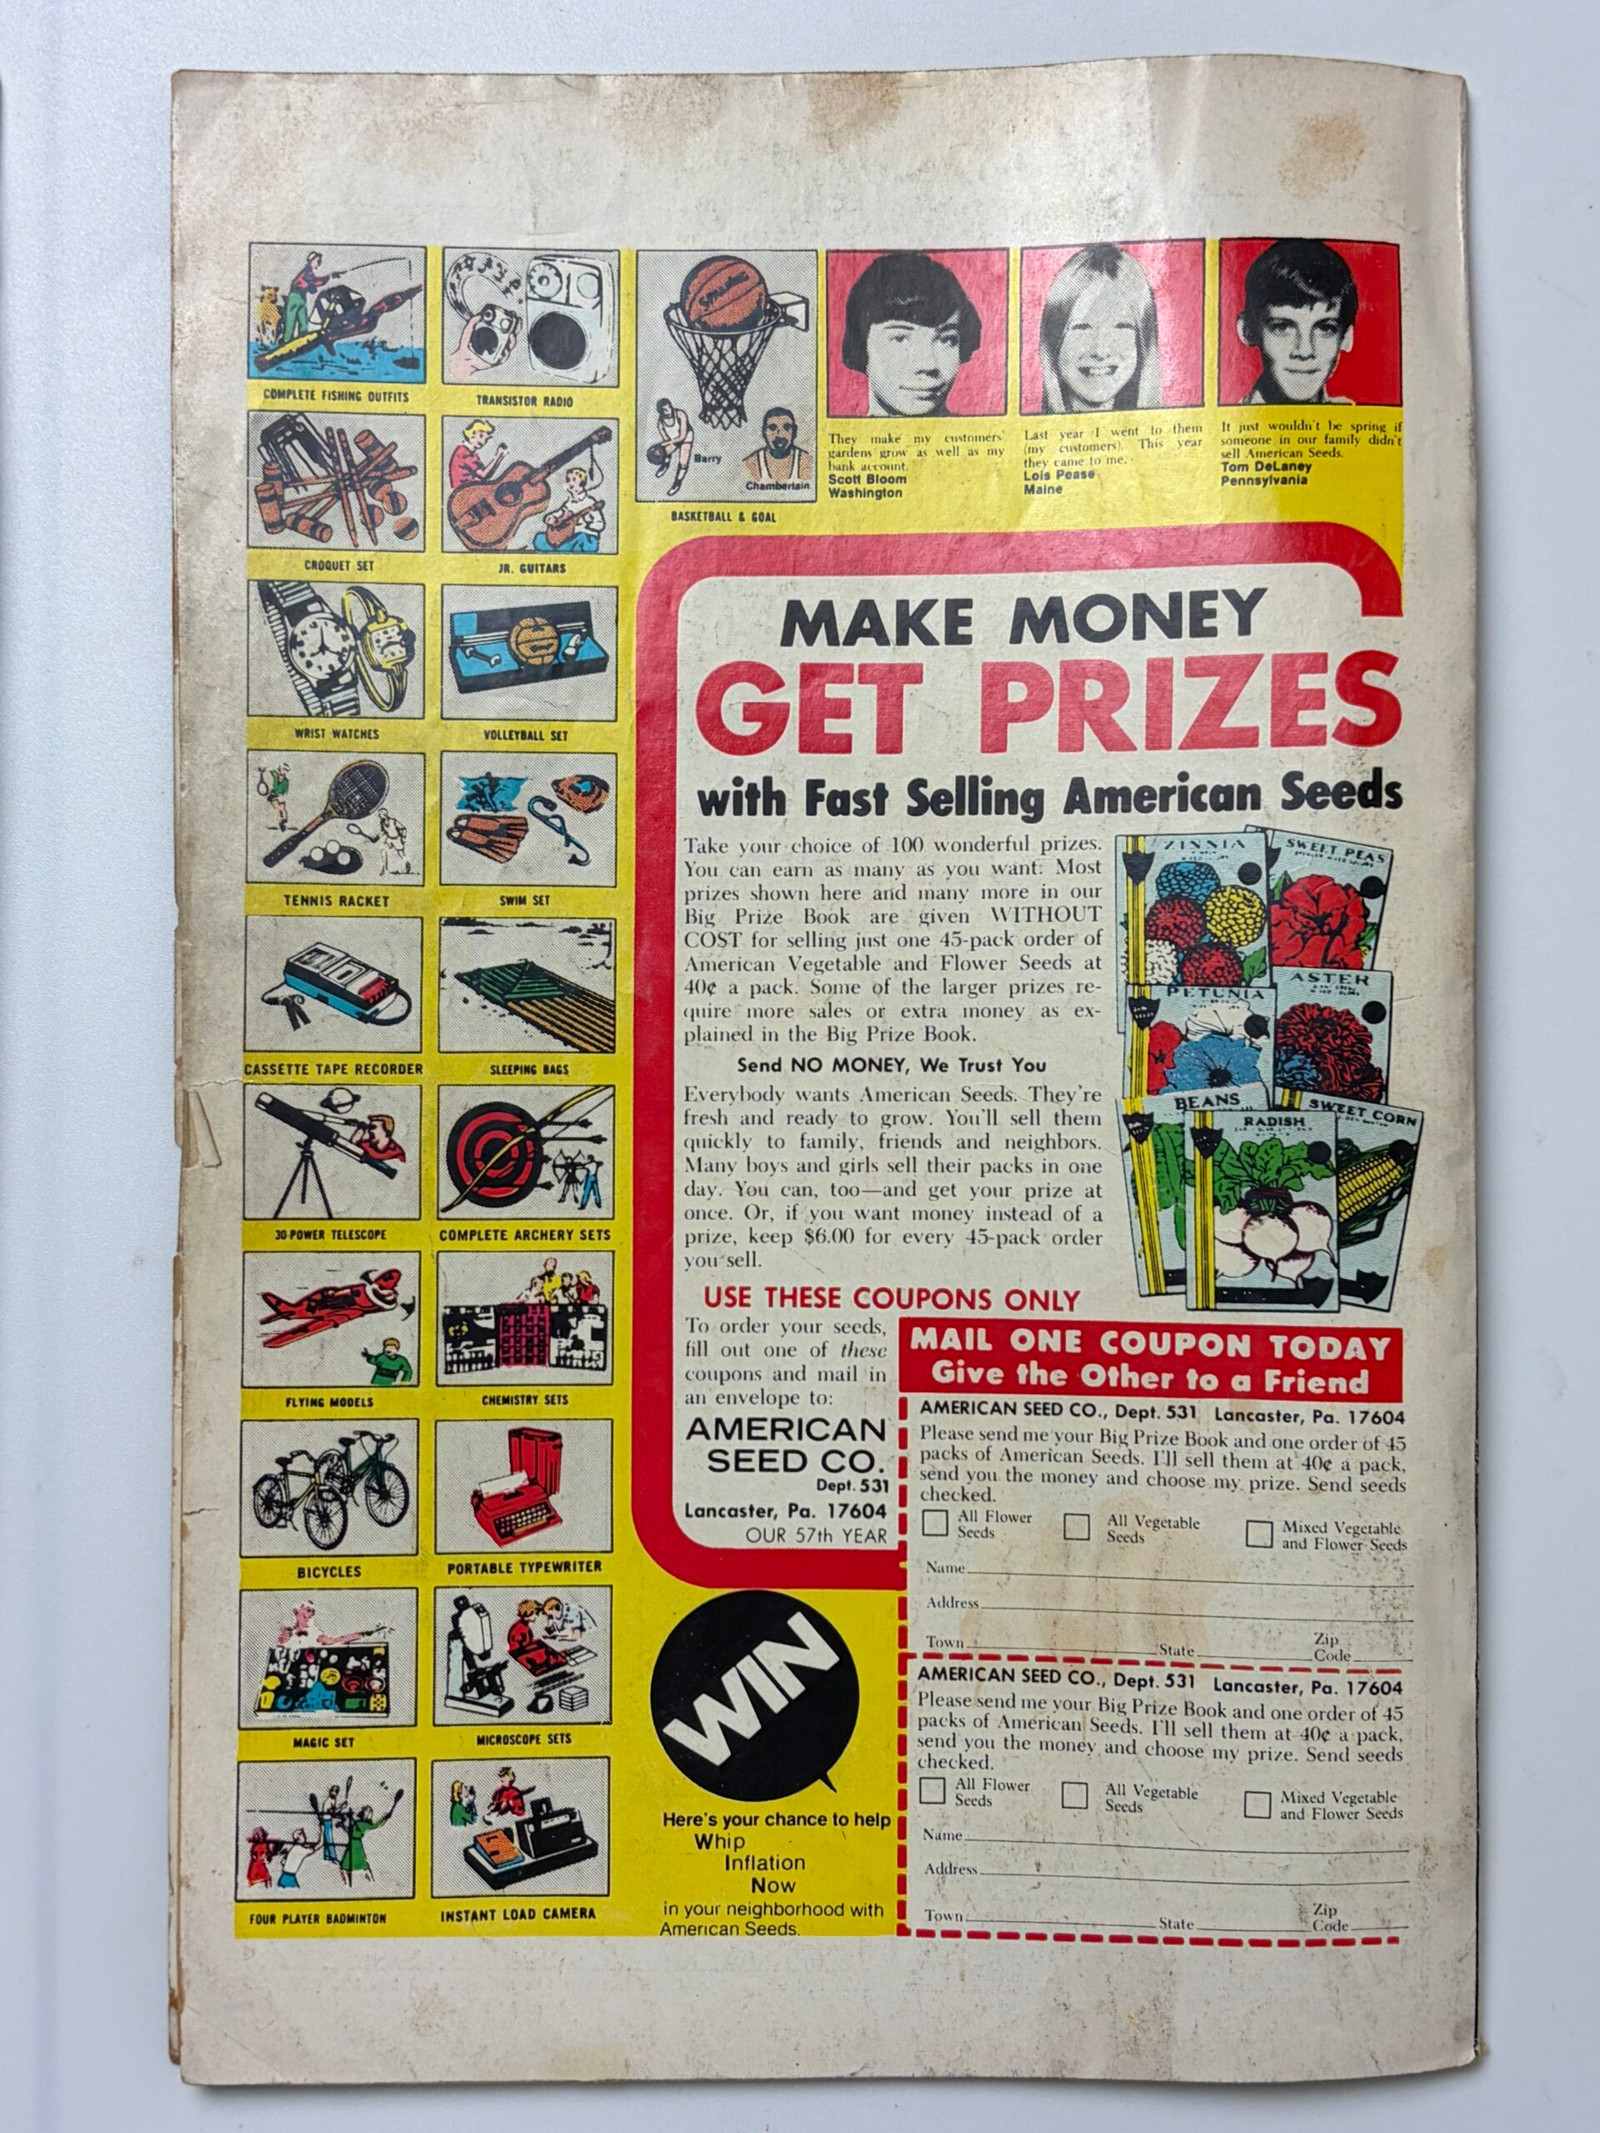 COMPLETE FISHING OUTFITS
TRANSISTOR RADIO
CROQUET SET
JR. GUITARS
WRIST WATCHES
VOLLEYBALL SET
TENNIS RACKET
SWIM SET
CASSETTE TAPE RECORDER
SLEEPING BAGS
30-POWER TELESCOPE
COMPLETE ARCHERY SETS
FLYING MODELS
CHEMISTRY SETS
BICYCLES
PORTABLE TYPEWRITER
MAGIC SET
MICROSCOPE SETS
FOUR PLAYER BADMINTON
INSTANT LOAD CAMERA
Barry
Chamberlain
BASKETBALL & GOAL
They make my customers'
gardens grow as well as my
bank account.
Scott Bloom
Washington
Last year I went to them
(my customers). This year
they came to me.
Lois Pease
Maine
It just wouldn't be spring if
someone in our family didn't
sell American Seeds.
Tom DeLaney
Pennsylvania
MAKE MONEY
GET PRIZES
with Fast Selling American Seeds
Take your choice of 100 wonderful prizes.
You can earn as many as you want: Most
prizes shown here and many more in our
Big Prize Book are given WITHOUT
COST for selling just one 45-pack order of
American Vegetable and Flower Seeds at
40¢ a pack. Some of the larger prizes re-
quire more sales or extra money as ex-
plained in the Big Prize Book.
Send NO MONEY, We Trust You
Everybody wants American Seeds. They're
fresh and ready to grow. You'll sell them
quickly to family, friends and neighbors.
Many boys and girls sell their packs in one
day. You can, too—and get your prize at
once. Or, if you want money instead of a
prize, keep $6.00 for every 45-pack order
you sell.
ZINNIA
SWEET PEAS
PETUNIA
ASTER
BEANS
RADISH
SWEET CORN
USE THESE COUPONS ONLY
To order your seeds,
fill out one of these
coupons and mail in
an envelope to:
AMERICAN
SEED CO.
Dept. 531
Lancaster, Pa. 17604
OUR 57th YEAR
MAIL ONE COUPON TODAY
Give the Other to a Friend
AMERICAN SEED CO., Dept. 531 Lancaster, Pa. 17604
Please send me your Big Prize Book and one order of 45
packs of American Seeds. I'll sell them at 40¢ a pack,
send you the money and choose my prize. Send seeds
checked.
All Flower
Seeds
All Vegetable
Seeds
Mixed Vegetable
and Flower Seeds
Name
Address
Town State Zip Code
AMERICAN SEED CO., Dept. 531 Lancaster, Pa. 17604
Please send me your Big Prize Book and one order of 45
packs of American Seeds. I'll sell them at 40¢ a pack,
send you the money and choose my prize. Send seeds
checked.
All Flower
Seeds
All Vegetable
Seeds
Mixed Vegetable
and Flower Seeds
Name
Address
Town State Zip Code
WIN
Here's your chance to help
Whip
Inflation
Now
in your neighborhood with
American Seeds.